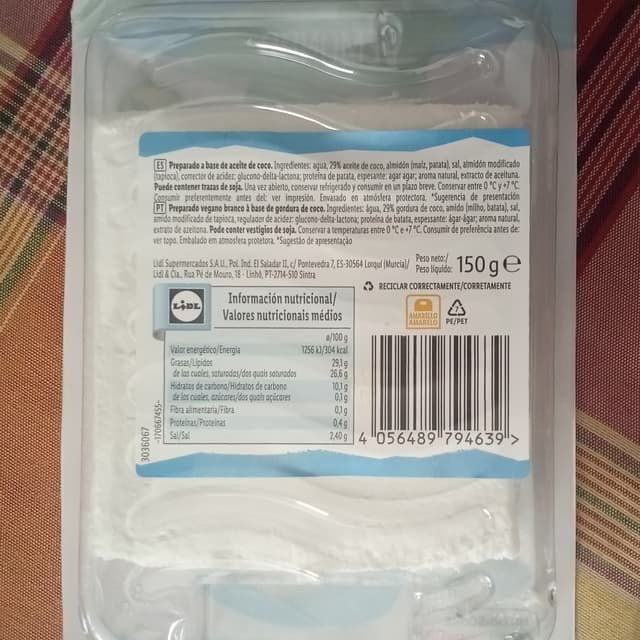 ES Preparado a base de aceite de coco. Ingredientes: agua, 29% aceite de coco, almidón (maíz, patata), sal, almidón modificado
(tapioca), corrector de acidez: glucono-delta-lactona; proteína de patata, espesante: agar agar; aroma natural, extracto de aceituna.
Puede contener trazas de soja. Una vez abierto, conservar refrigerado y consumir en un plazo breve. Conservar entre 0 °C y +7 °C.
Consumir preferentemente antes del: ver impresión. Envasado en atmósfera protectora. *Sugerencia de presentación
PT Preparado vegano branco à base de gordura de coco. Ingredientes: água, 29% gordura de coco, amido (milho, batata), sal,
amido modificado de tapioca, regulador de acidez: glucono-delta-lactona; proteína de batata, espesante: ágar-ágar; aroma natural,
extrato de azeitona. Pode conter vestígios de soja. Conservar a temperaturas entre 0 °C e +7 °C. Consumir de preferência antes de:
ver topo. Embalado em atmosfera protetora. *Sugestão de apresentação
Lidl Supermercados S.A.U., Pol. Ind. El Saladar II, c/ Pontevedra 7, ES-30564 Lorquí (Murcia)/
Lidl & Cia., Rua Pé de Mouro, 18 - Linhó, PT-2714-510 Sintra
Peso neto:/
Peso líquido: 150 g e
RECICLAR CORRECTAMENTE/CORRETAMENTE
AMARILLO
AMARELO
7
PE/PET
LIDL
Información nutricional/
Valores nutricionais médios
ø/100 g
Valor energético/Energia 1256 kJ/304 kcal
Grasas/Lípidos 29,1 g
de las cuales, saturadas/dos quais saturados 26,6 g
Hidratos de carbono/Hidratos de carbono 10,1 g
de los cuales, azúcares/dos quais açúcares 0,1 g
Fibra alimentaria/Fibra 0,1 g
Proteínas/Proteínas 0,4 g
Sal/Sal 2,40 g
3036067
-170667455-
4 056489 794639 >